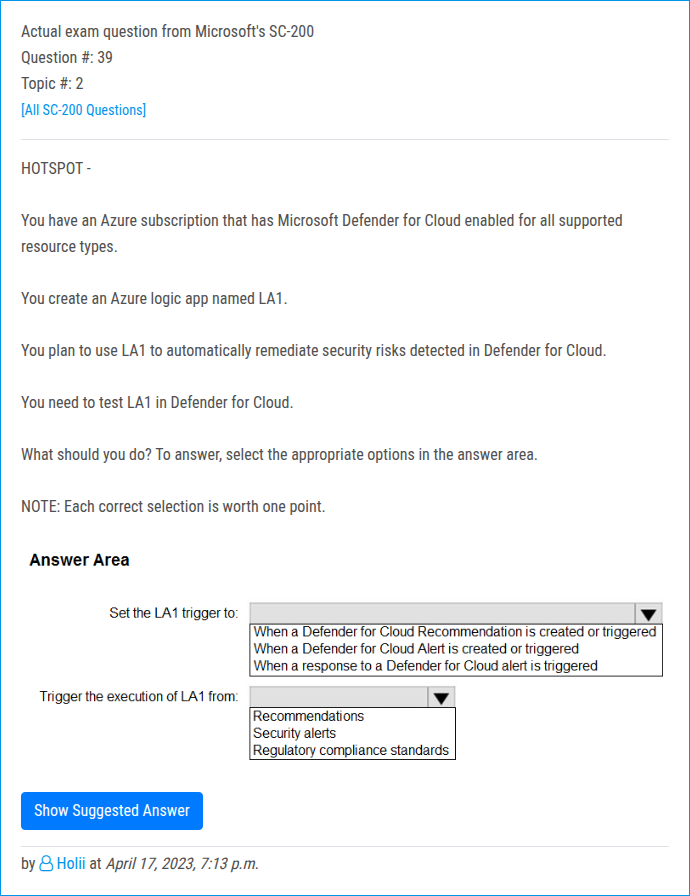 Actual exam question from Microsoft's SC-200
Question #: 39
Topic #: 2
[All SC-200 Questions]
HOTSPOT -
You have an Azure subscription that has Microsoft Defender for Cloud enabled for all supported
resource types.
You create an Azure logic app named LA1.
You plan to use LA1 to automatically remediate security risks detected in Defender for Cloud.
You need to test LA1 in Defender for Cloud.
What should you do? To answer, select the appropriate options in the answer area.
NOTE: Each correct selection is worth one point.
Answer Area
Set the LA1 trigger to:
When a Defender for Cloud Recommendation is created or triggered
When a Defender for Cloud Alert is created or triggered
When a response to a Defender for Cloud alert is triggered
Trigger the execution of LA1 from:
Recommendations
Security alerts
Regulatory compliance standards
Show Suggested Answer
by Holii at April 17, 2023, 7:13 p.m.